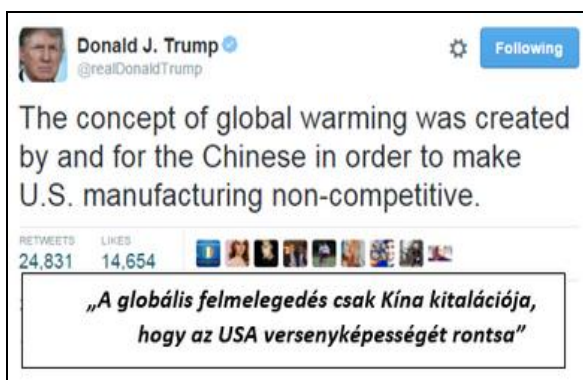 Donald J. Trump
@realDonaldTrump
Following
The concept of global warming was created
by and for the Chinese in order to make
U.S. manufacturing non-competitive.
RETWEETS LIKES
24,831 14,654
„A globális felmelegedés csak Kína kitalációja,
hogy az USA versenyképességét rontsa”